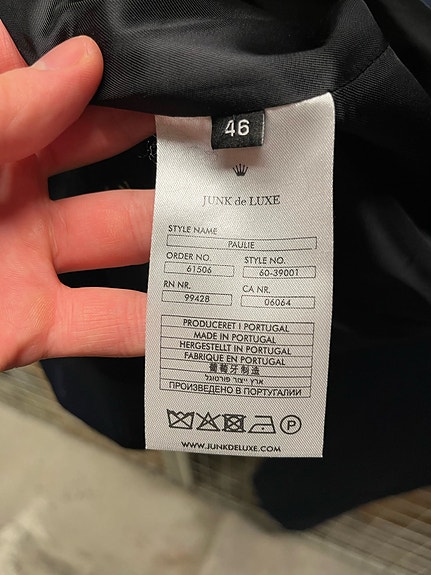 46
JUNK de LUXE
STYLE NAME
PAULIE
ORDER NO. STYLE NO.
61506 60-39001
RN NR. CA NR.
99428 06064
PRODUCERET I PORTUGAL
MADE IN PORTUGAL
HERGESTELLT IN PORTUGAL
FABRIQUE EN PORTUGAL
葡萄牙制造
ארץ ייצור פורטוגל
ПРОИЗВЕДЕНО В ПОРТУГАЛИИ
P
WWW.JUNKDELUXE.COM